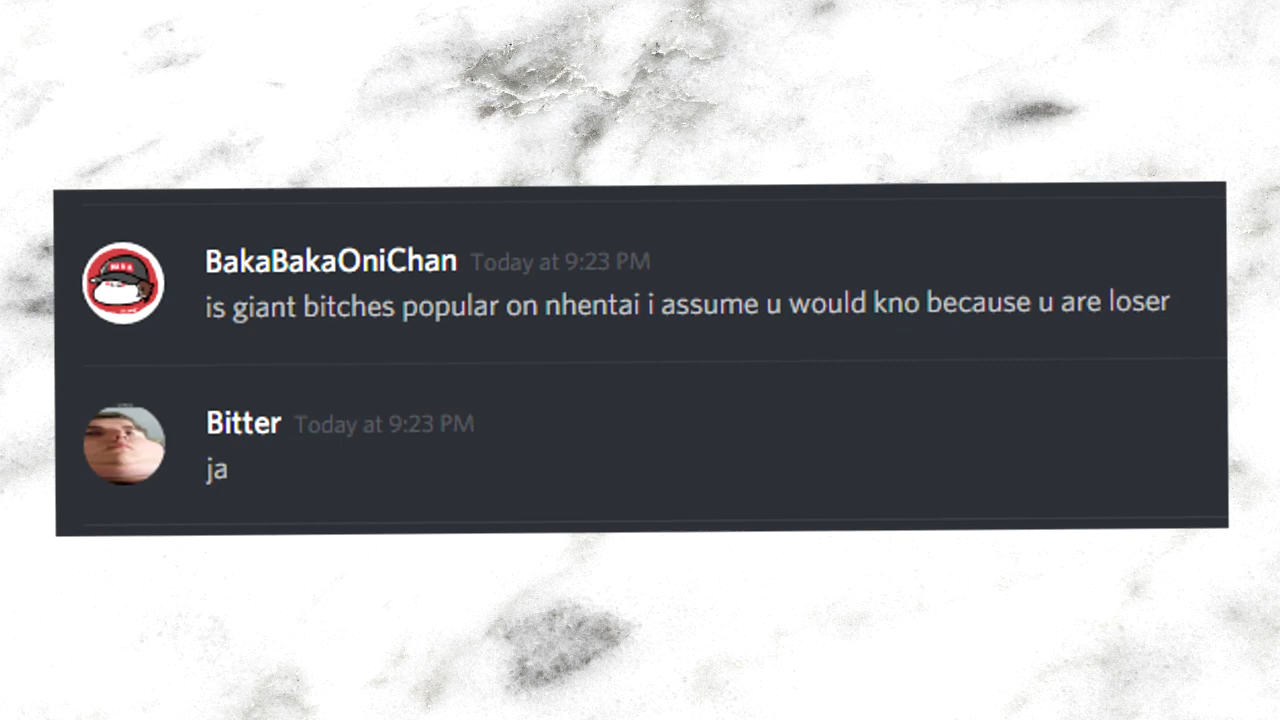 BakaBakaOniChan Today at 9:23 PM
is giant bitches popular on nhentai i assume u would kno because u are loser
Bitter Today at 9:23 PM
ja